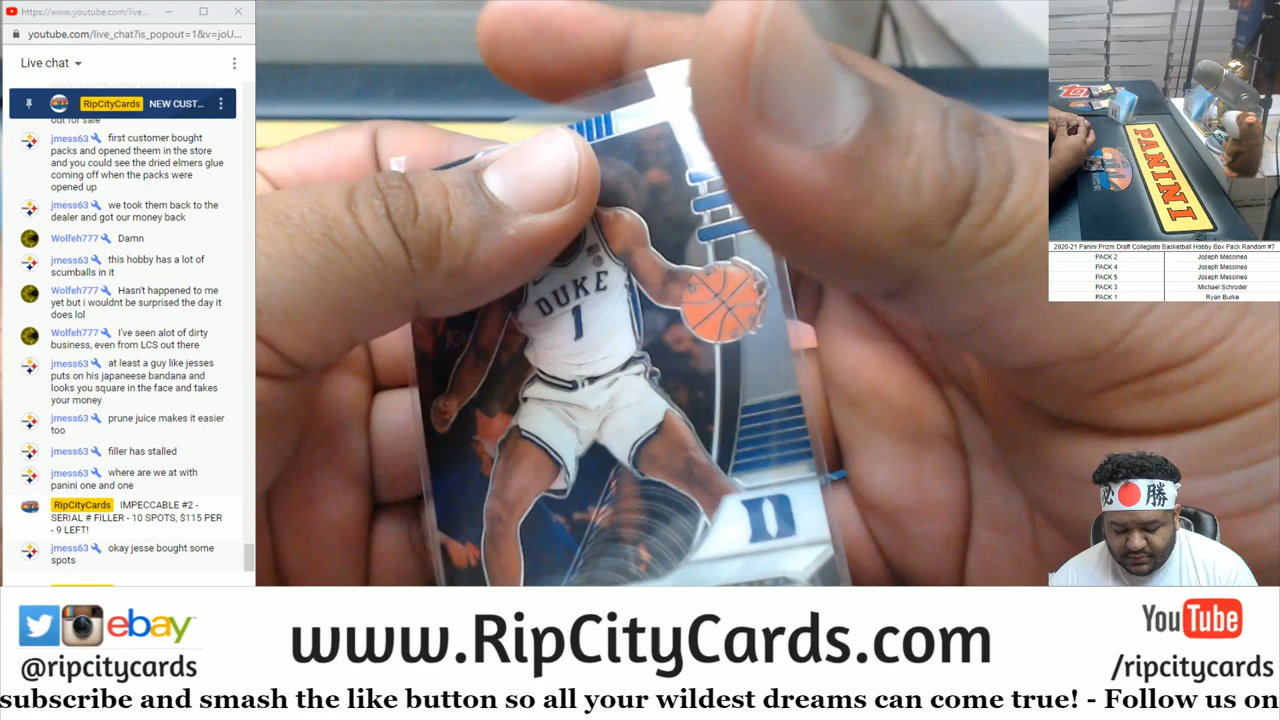 https://www.youtube.com/live...
youtube.com/live_chat?is_popout=1&v=joU...
Live chat
RipCityCards NEW CUST...
out for sale
jmess63 first customer bought
packs and opened theem in the store
and you could see the dried elmers glue
coming off when the packs were
opened up
jmess63 we took them back to the
dealer and got our money back
Wolfeh777 Damn
jmess63 this hobby has a lot of
scumballs in it
Wolfeh777 Hasn't happened to me
yet but i wouldnt be surprised the day it
does lol
Wolfeh777 I've seen alot of dirty
business, even from LCS out there
jmess63 at least a guy like jesses
puts on his japaneese bandana and
looks you square in the face and takes
your money
jmess63 prune juice makes it easier
too
jmess63 filler has stalled
jmess63 where are we at with
panini one and one
RipCityCards IMPECCABLE #2 -
SERIAL # FILLER - 10 SPOTS, $115 PER
- 9 LEFT!
jmess63 okay jesse bought some
spots
DUKE
1
D
PANINI
2020-21 Panini Prizm Draft Collegiate Basketball Hobby Box Pack Random #7
PACK 2 Joseph Messineo
PACK 4 Joseph Messineo
PACK 5 Joseph Messineo
PACK 3 Michael Schroder
PACK 1 Ryan Burke
必勝
ebay
@ripcitycards
www.RipCityCards.com
YouTube
/ripcitycards
subscribe and smash the like button so all your wildest dreams can come true! - Follow us on